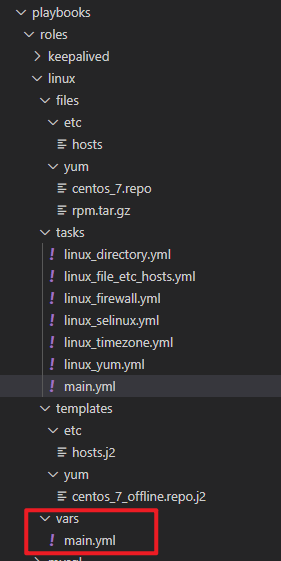 playbooks
roles
keepalived
linux
files
etc
hosts
yum
centos_7.repo
rpm.tar.gz
tasks
! linux_directory.yml
! linux_file_etc_hosts.yml
! linux_firewall.yml
! linux_selinux.yml
! linux_timezone.yml
! linux_yum.yml
! main.yml
templates
etc
hosts.j2
yum
centos_7_offline.repo.j2
vars
! main.yml